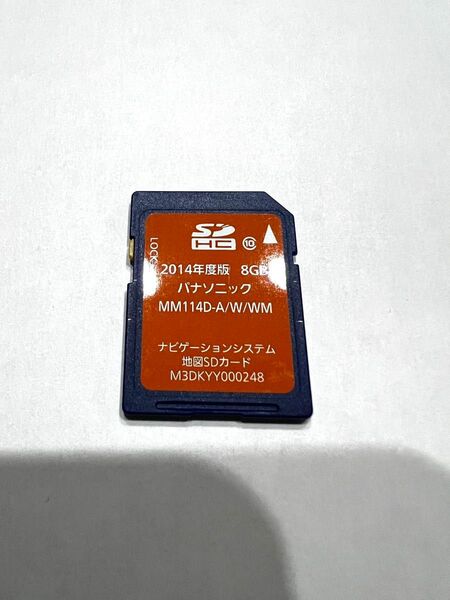 LOCK
SD
HC ⑩
2014年度版 8GB
パナソニック
MM114D-A/W/WM
ナビゲーションシステム
地図SDカード
M3DKYY000248